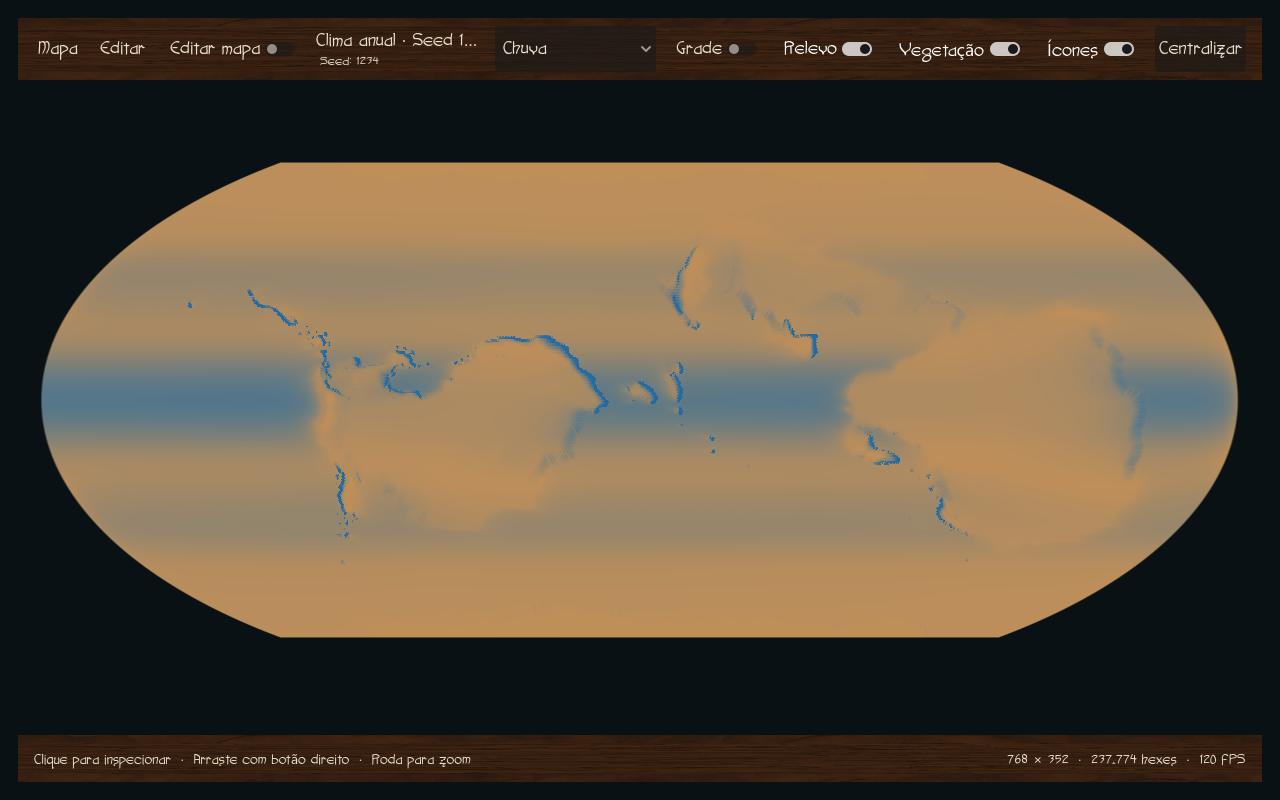 Mapa
Editar
Editar mapa
Clima anual · Seed 1...
Seed: 1234
Chuva
Grade
Relevo
Vegetação
Ícones
Centralizar
Clique para inspecionar · Arraste com botão direito · Roda para zoom
768 × 352 · 237.774 hexes · 120 FPS